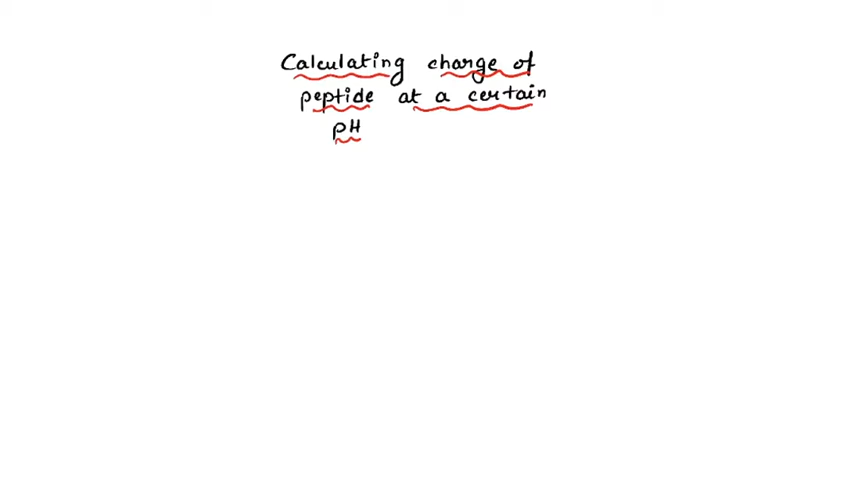 Calculating charge of
peptide at a certain
pH